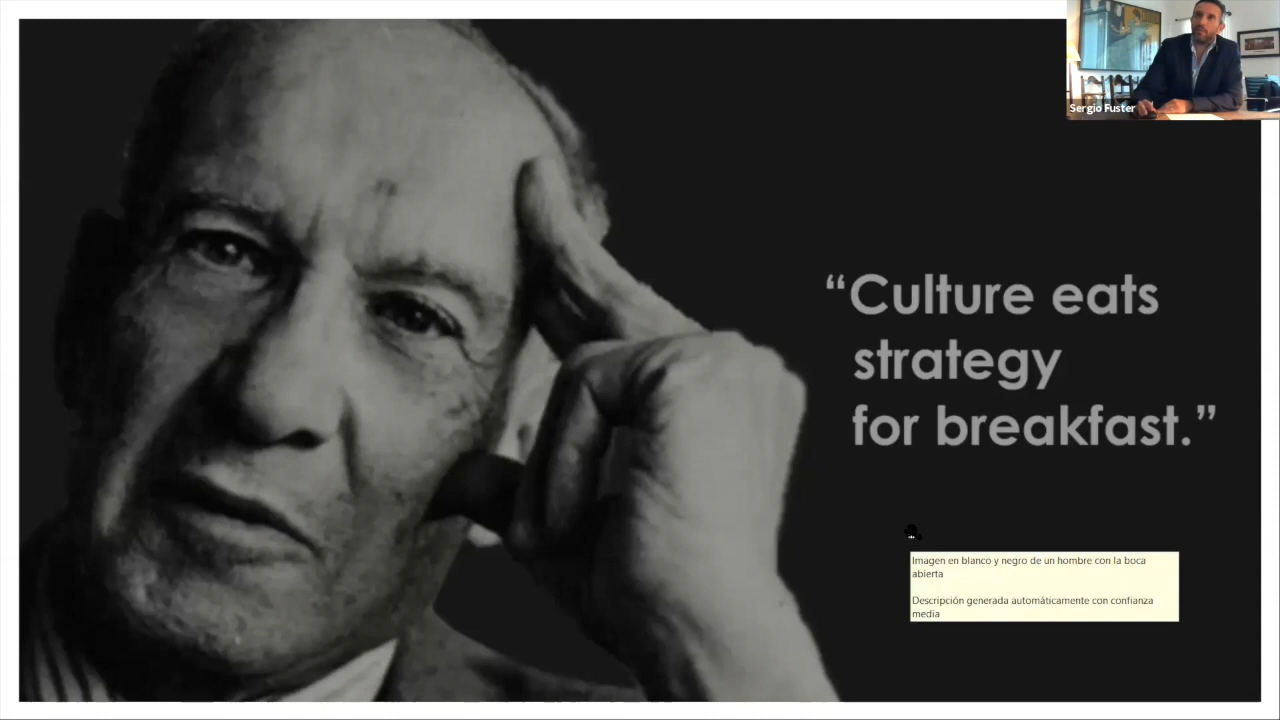 Sergio Fuster
“Culture eats
strategy
for breakfast.”
Imagen en blanco y negro de un hombre con la boca
abierta
Descripción generada automáticamente con confianza
media